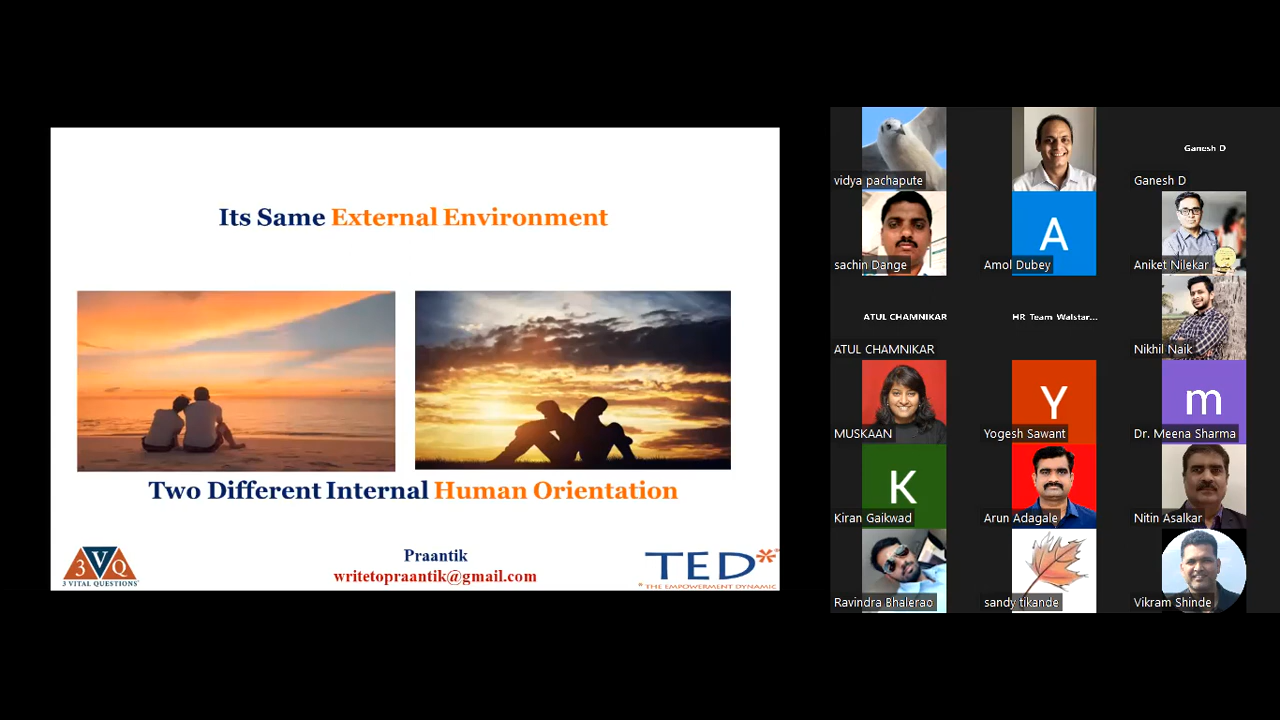 Its Same External Environment
Two Different Internal Human Orientation
3VQ
3 VITAL QUESTIONS
Praantik
writetopraantik@gmail.com
TED*
*THE EMPOWERMENT DYNAMIC
vidya pachapute
Ganesh D
Ganesh D
sachin Dange
A
Amol Dubey
Aniket Nilekar
ATUL CHAMNIKAR
ATUL CHAMNIKAR
HR Team Walstar...
Nikhil Naik
MUSKAAN
Y
Yogesh Sawant
m
Dr. Meena Sharma
K
Kiran Gaikwad
Arun Adagale
Nitin Asalkar
Ravindra Bhalerao
sandy tikande
Vikram Shinde